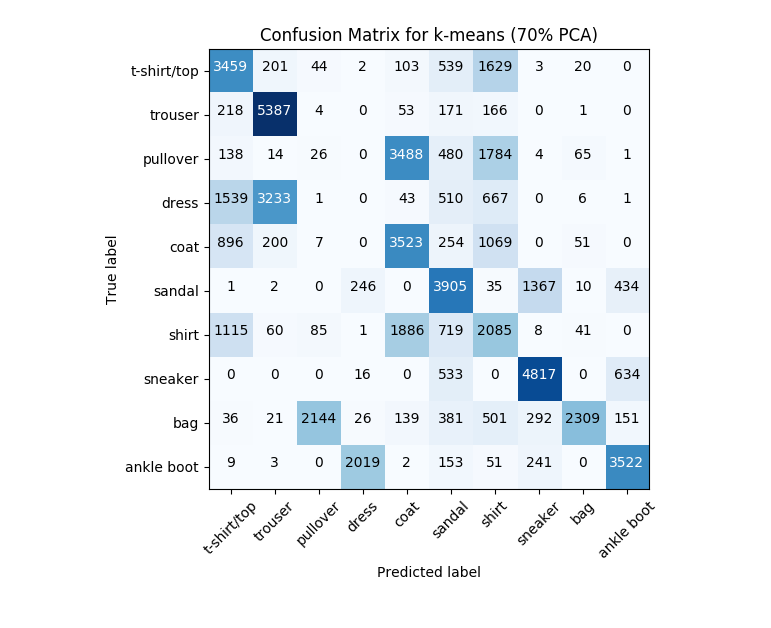 Confusion Matrix for k-means (70% PCA)
t-shirt/top 3459 201 44 2 103 539 1629 3 20 0
trouser 218 5387 4 0 53 171 166 0 1 0
pullover 138 14 26 0 3488 480 1784 4 65 1
dress 1539 3233 1 0 43 510 667 0 6 1
coat 896 200 7 0 3523 254 1069 0 51 0
sandal 1 2 0 246 0 3905 35 1367 10 434
shirt 1115 60 85 1 1886 719 2085 8 41 0
sneaker 0 0 0 16 0 533 0 4817 0 634
bag 36 21 2144 26 139 381 501 292 2309 151
ankle boot 9 3 0 2019 2 153 51 241 0 3522
t-shirt/top trouser pullover dress coat sandal shirt sneaker bag ankle boot
Predicted label
True label